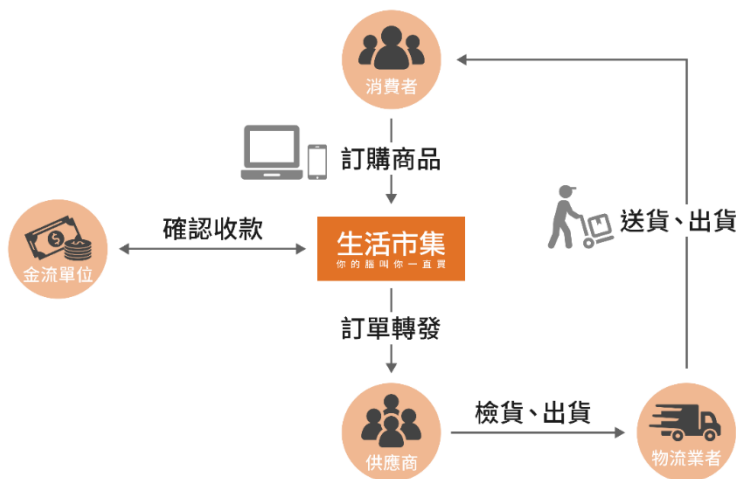 消費者
訂購商品
確認收款
生活市集
你的腦叫你一直買
金流單位
送貨、出貨
訂單轉發
檢貨、出貨
供應商
物流業者